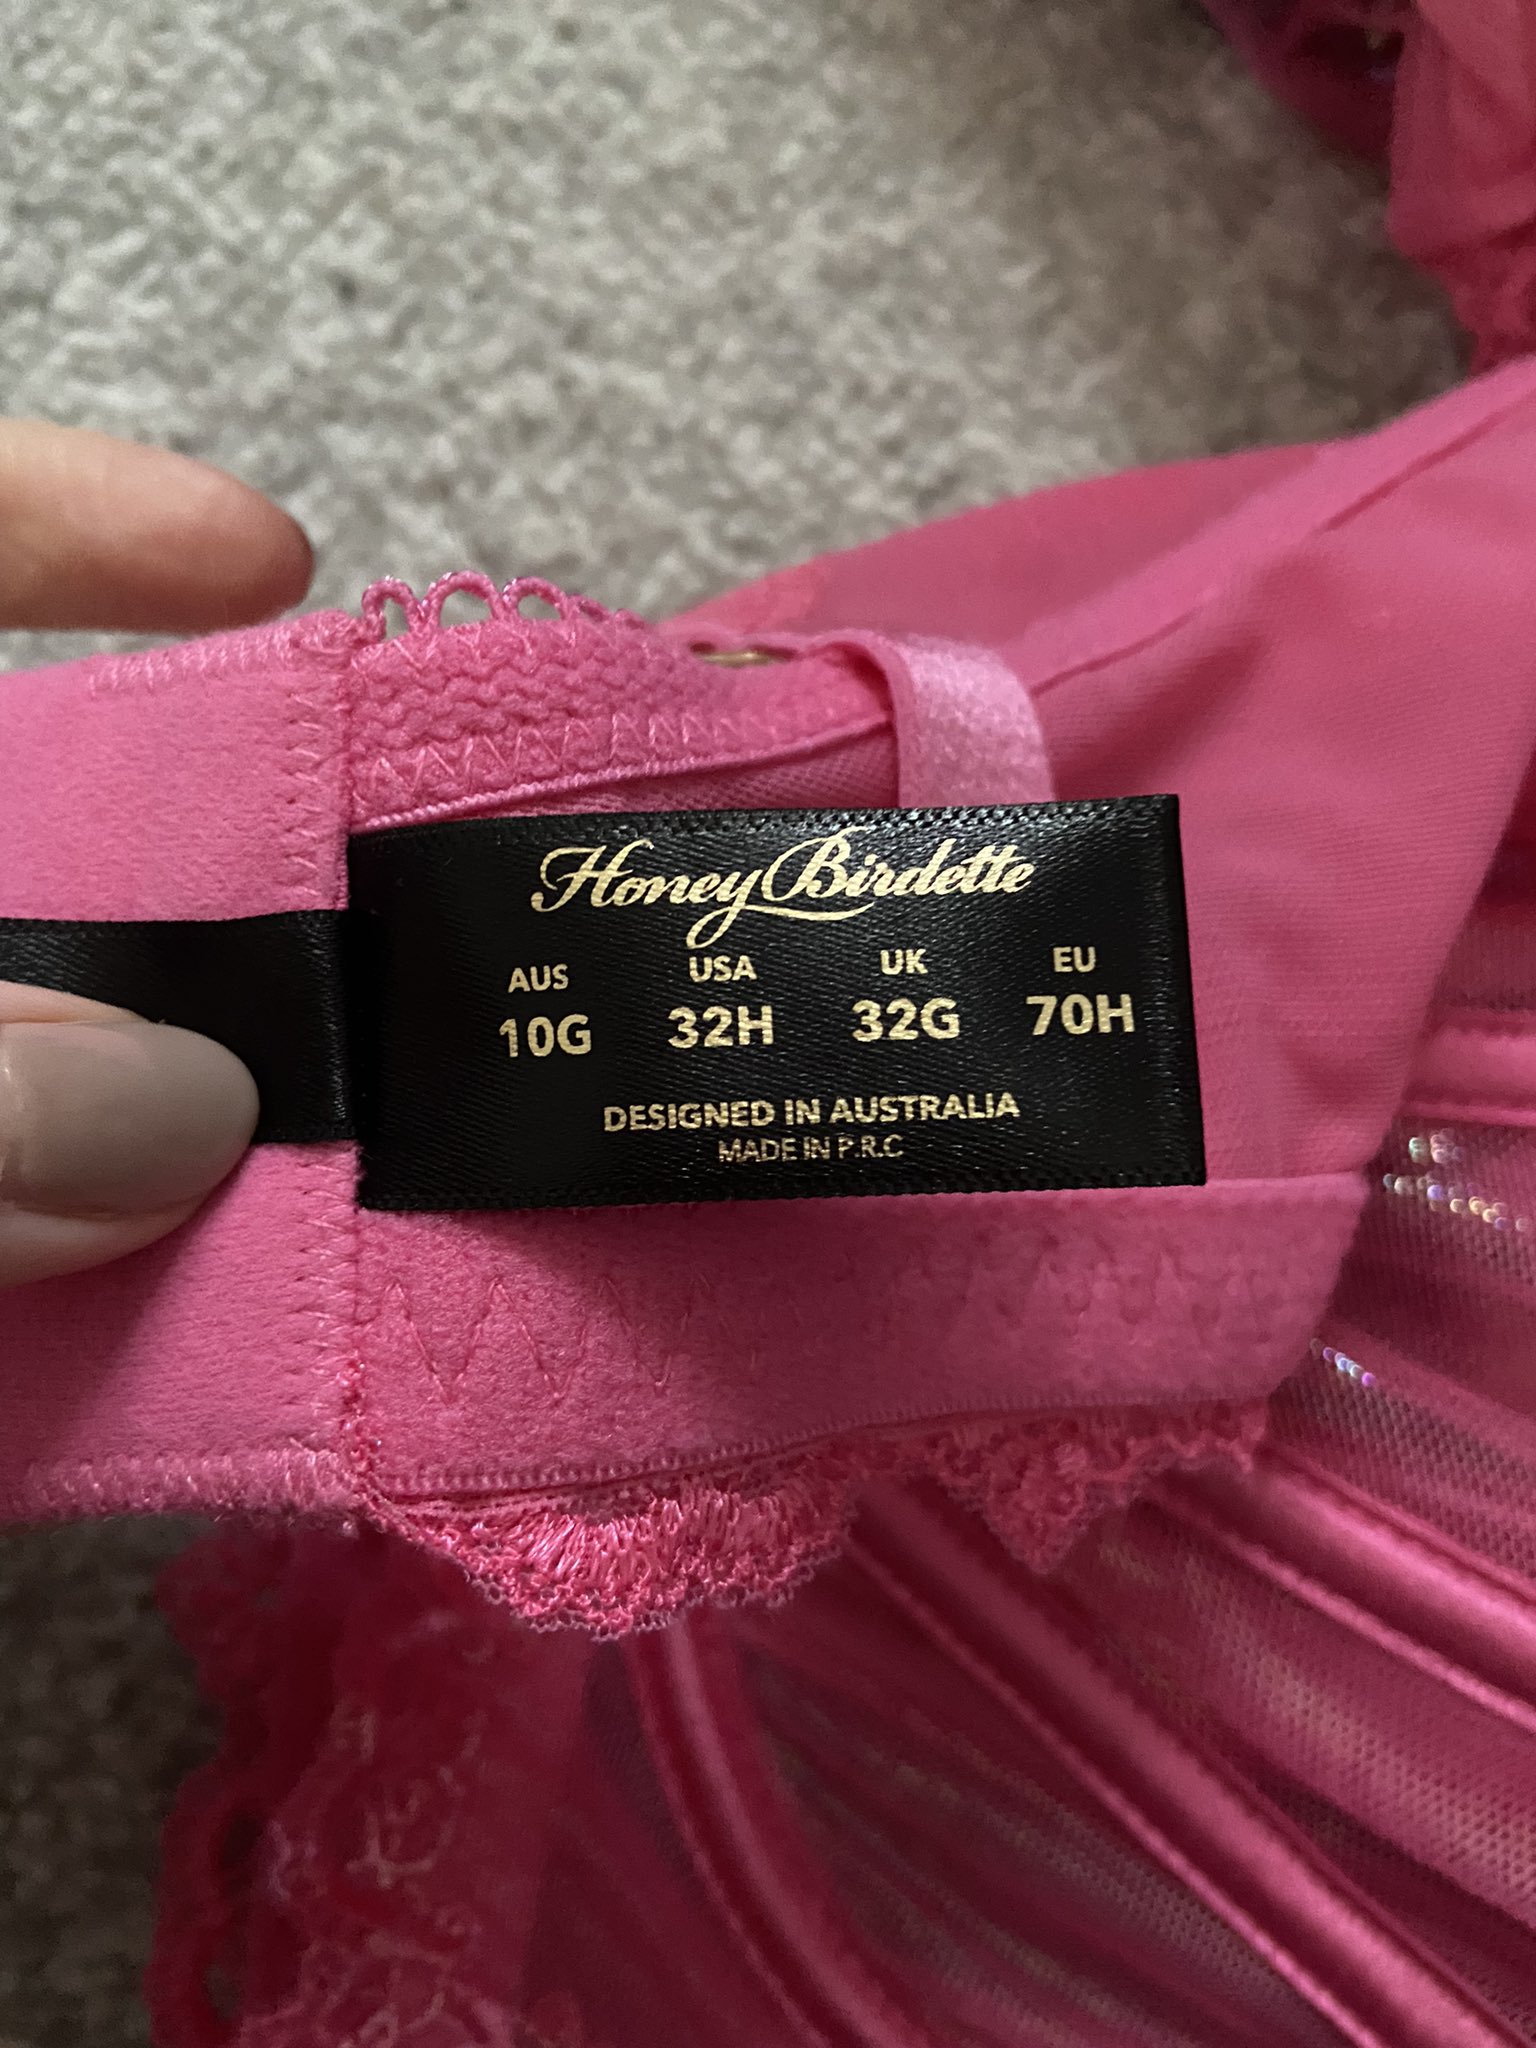 Honey Birdette
AUS USA UK EU
10G 32H 32G 70H
DESIGNED IN AUSTRALIA
MADE IN P.R.C